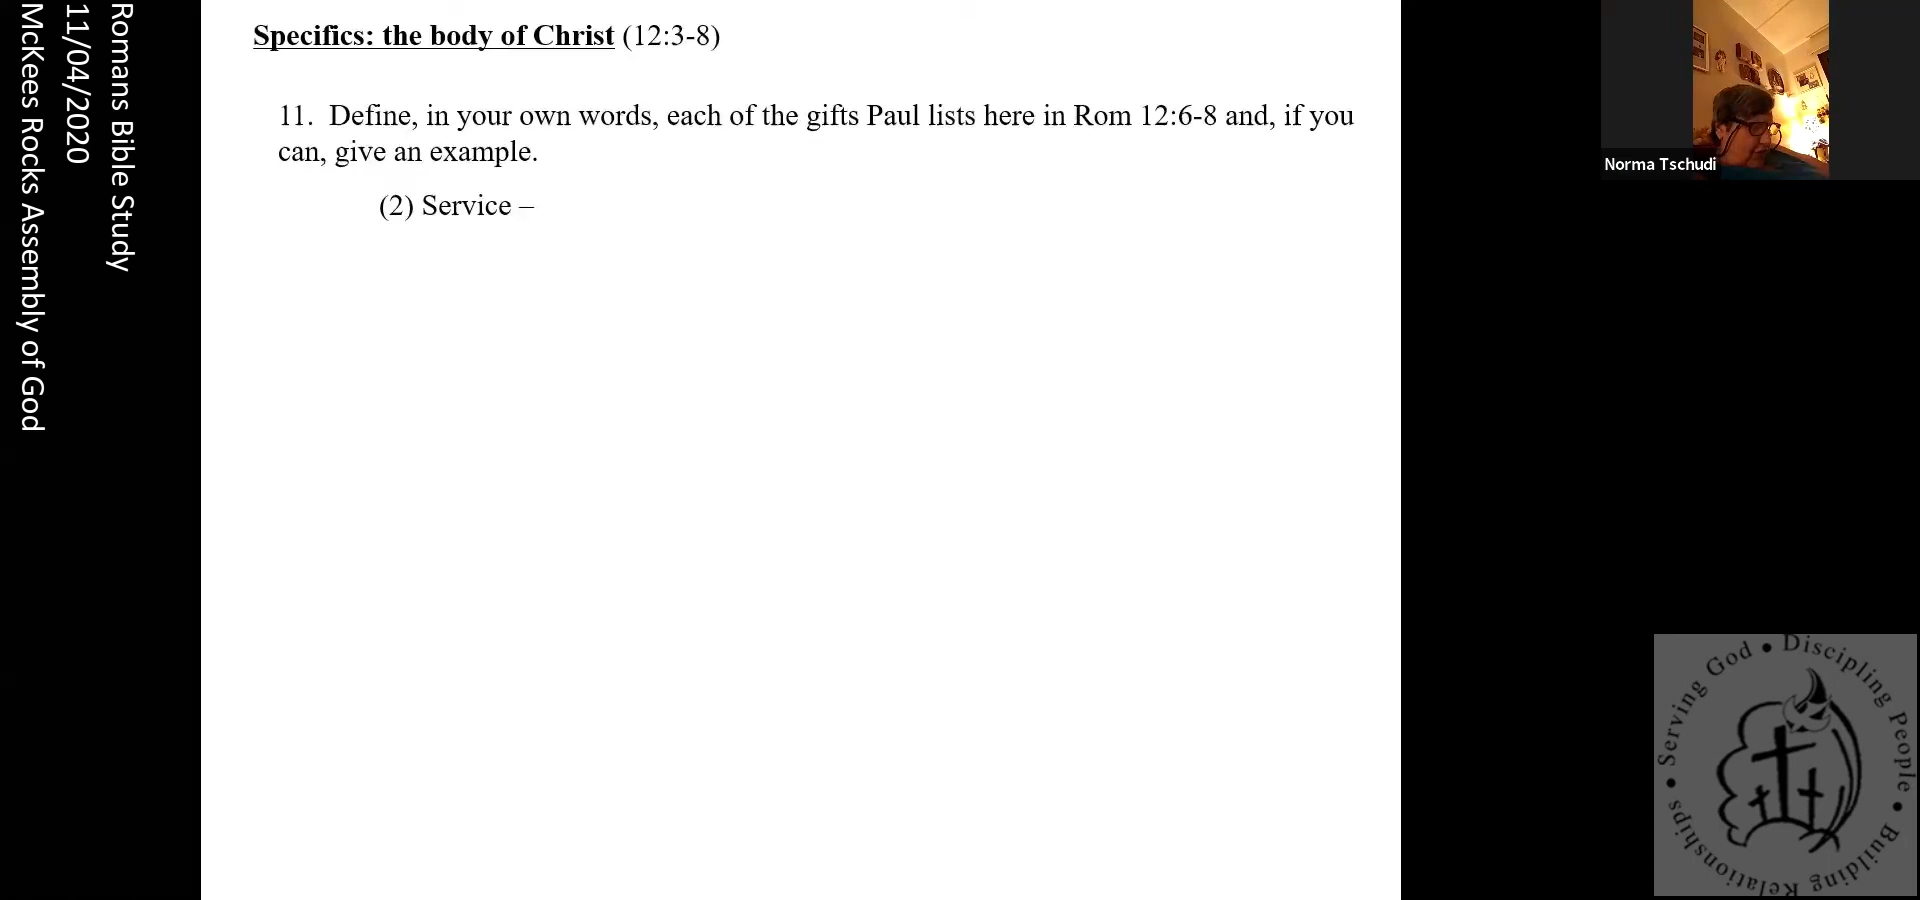 Romans Bible Study
11/04/2020
McKees Rocks Assembly of God
Specifics: the body of Christ (12:3-8)
11. Define, in your own words, each of the gifts Paul lists here in Rom 12:6-8 and, if you
can, give an example.
(2) Service –
Norma Tschudi
Serving God • Discipling People • Building Relationships •